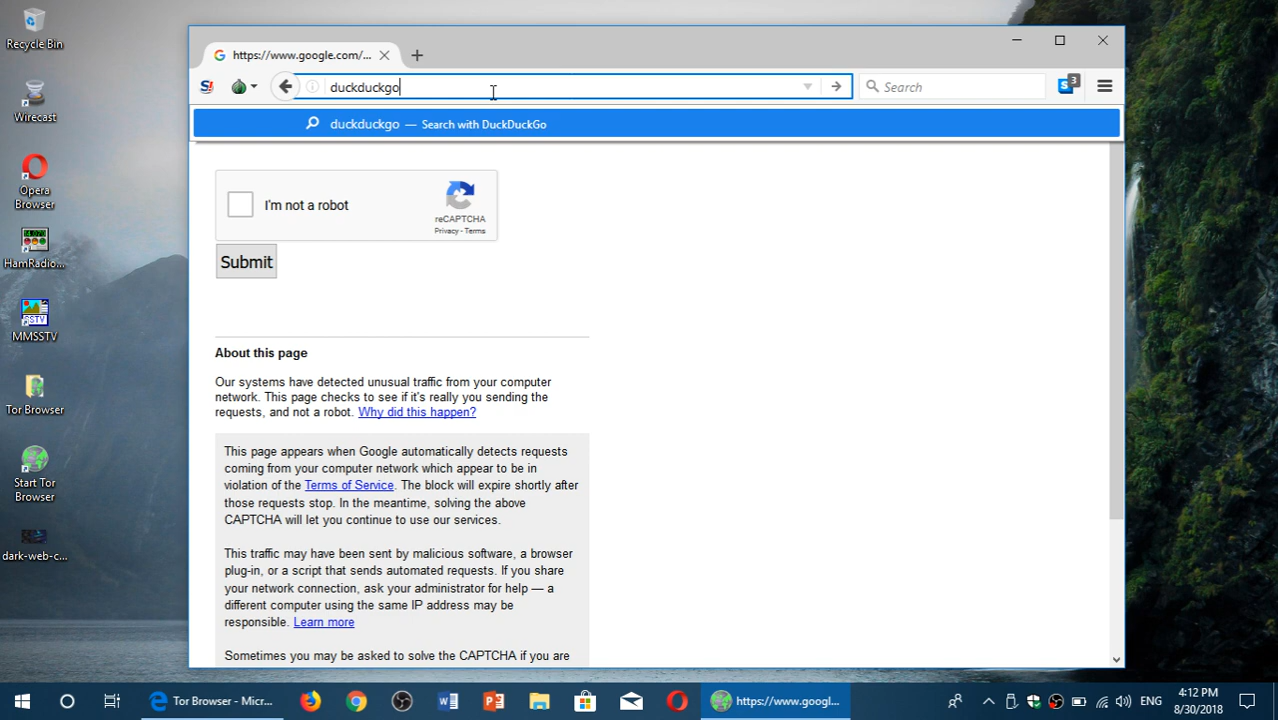 Recycle Bin
Wirecast
Opera
Browser
HamRadio...
SSTV
MMSSTV
Tor Browser
Start Tor
Browser
dark-web-c...
https://www.google.com/...
S!
duckduckgo
Search
3
duckduckgo — Search with DuckDuckGo
I'm not a robot
reCAPTCHA
Privacy - Terms
Submit
About this page
Our systems have detected unusual traffic from your computer
network. This page checks to see if it's really you sending the
requests, and not a robot. Why did this happen?
This page appears when Google automatically detects requests
coming from your computer network which appear to be in
violation of the Terms of Service. The block will expire shortly after
those requests stop. In the meantime, solving the above
CAPTCHA will let you continue to use our services.
This traffic may have been sent by malicious software, a browser
plug-in, or a script that sends automated requests. If you share
your network connection, ask your administrator for help — a
different computer using the same IP address may be
responsible. Learn more
Sometimes you may be asked to solve the CAPTCHA if you are
Tor Browser - Micr...
https://www.googl...
ENG
4:12 PM
8/30/2018